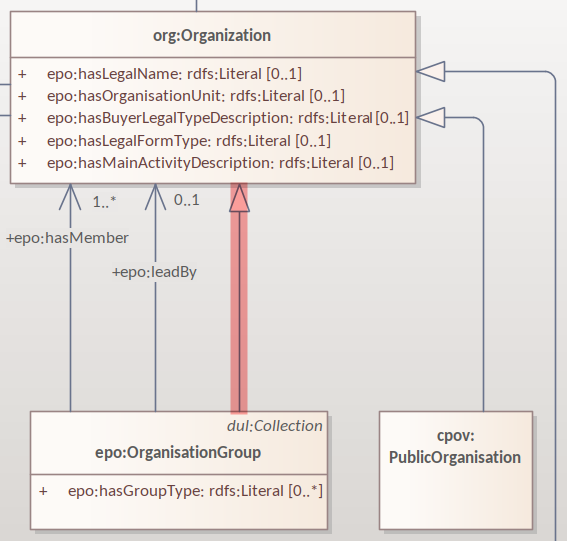 org:Organization
+ epo:hasLegalName: rdfs:Literal [0..1]
+ epo:hasOrganisationUnit: rdfs:Literal [0..1]
+ epo:hasBuyerLegalTypeDescription: rdfs:Literal [0..1]
+ epo:hasLegalFormType: rdfs:Literal [0..1]
+ epo:hasMainActivityDescription: rdfs:Literal [0..1]
1..* 0..1
+epo:hasMember
+epo:leadBy
dul:Collection
epo:OrganisationGroup
+ epo:hasGroupType: rdfs:Literal [0..*]
cpov:
PublicOrganisation